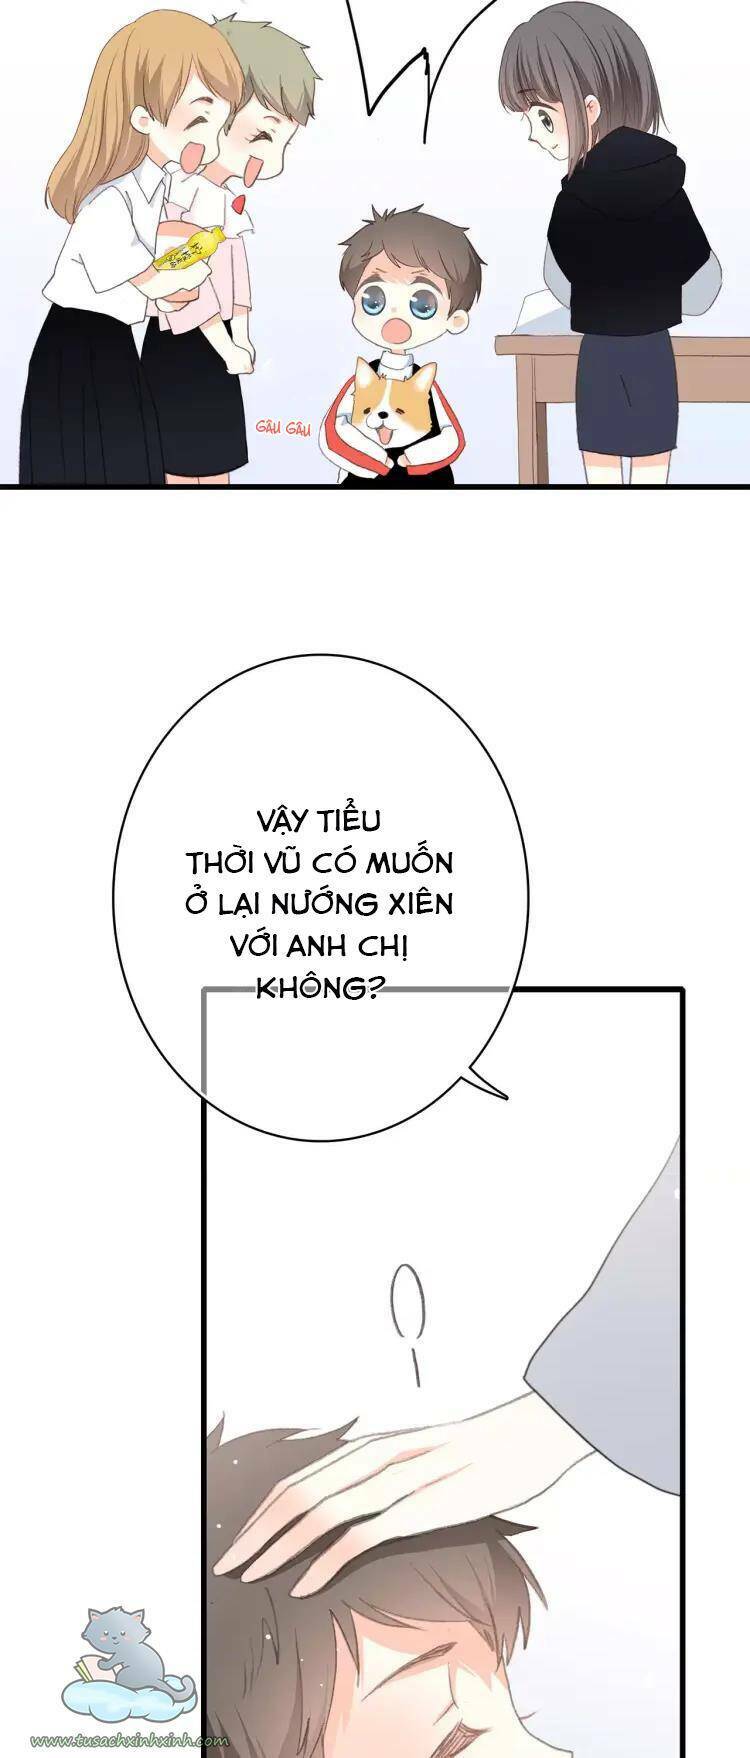 GÂU GÂU
VẬY TIỂU
THỜI VŨ CÓ MUỐN
Ở LẠI NƯỚNG XIÊN
VỚI ANH CHỊ
KHÔNG?
www.tusachxinhxinh.com